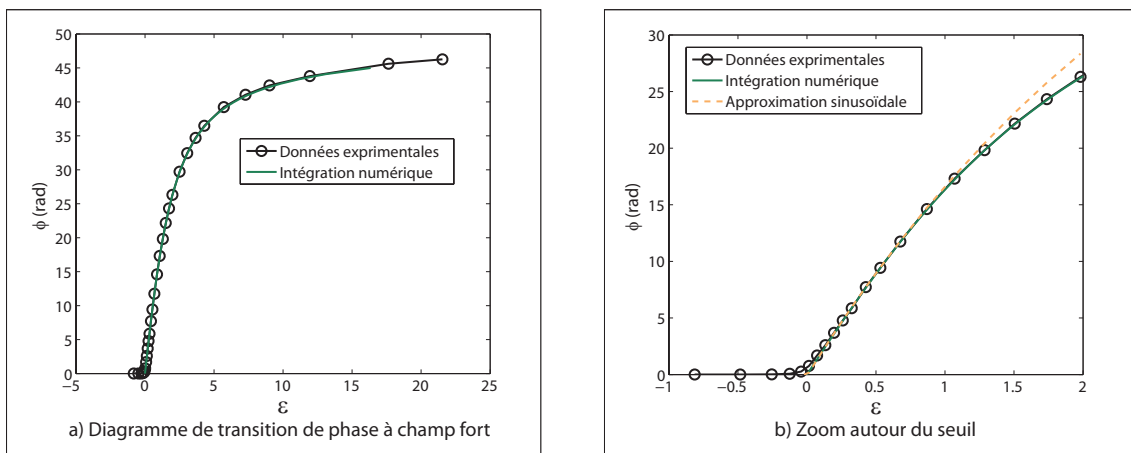 50
45
40
35
30
25
20
15
10
5
0
φ (rad)
-5
0
5
10
15
20
25
ε
Données exprimentales
Intégration numérique
a) Diagramme de transition de phase à champ fort
30
25
20
15
10
5
0
φ (rad)
-1
-0.5
0
0.5
1
1.5
2
ε
Données experimentales
Intégration numérique
Approximation sinusoïdale
b) Zoom autour du seuil